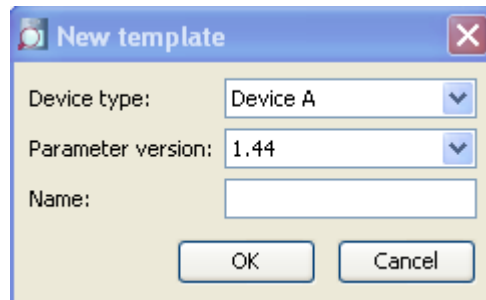 New template
Device type: Device A
Parameter version: 1.44
Name:
OK Cancel